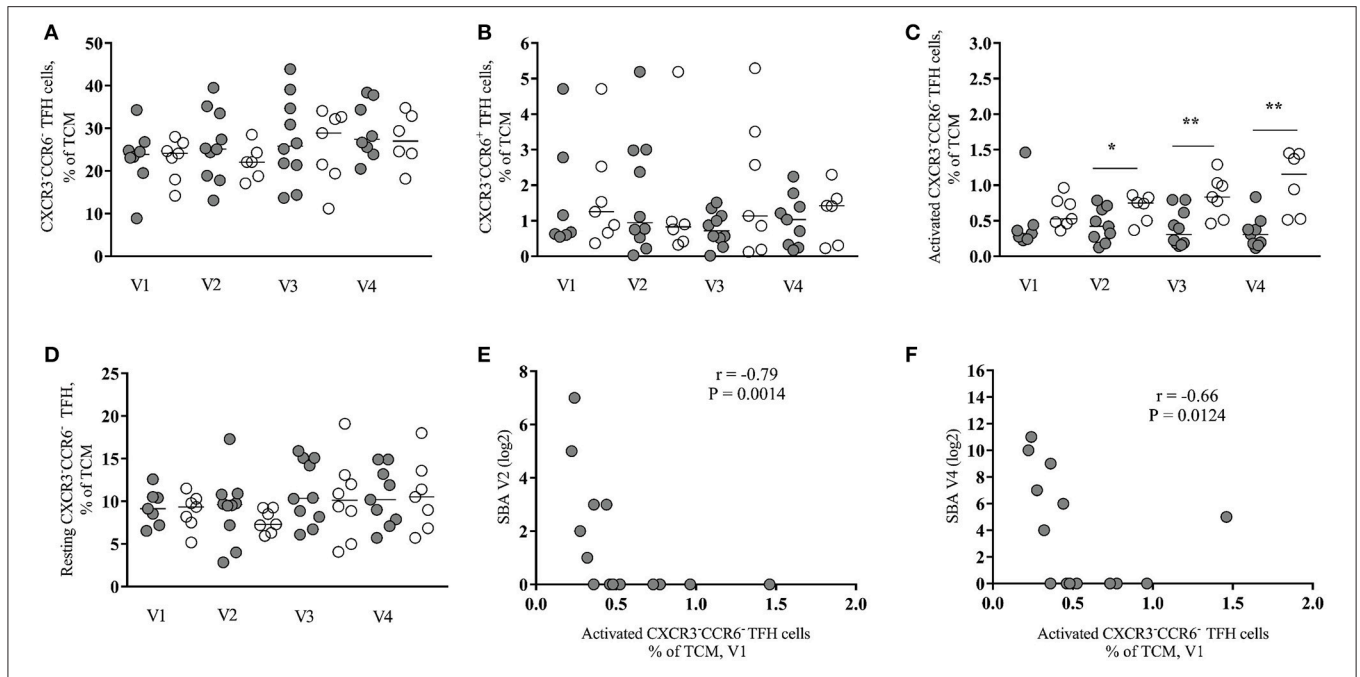 A
CXCR3⁻CCR6⁻ TFH cells,
% of TCM
50
40
30
20
10
0
V1 V2 V3 V4
B
CXCR3⁻CCR6⁺ TFH cells,
% of TCM
6
5
4
3
2
1
0
V1 V2 V3 V4
C
Activated CXCR3⁻CCR6⁻ TFH cells,
% of TCM
3.0
2.5
2.0
1.5
1.0
0.5
0.0
* ** **
V1 V2 V3 V4
D
Resting CXCR3⁻CCR6⁻ TFH,
% of TCM
25
20
15
10
5
0
V1 V2 V3 V4
E
r = -0.79
P = 0.0014
SBA V2 (log2)
8
6
4
2
0
0.0 0.5 1.0 1.5 2.0
Activated CXCR3⁻CCR6⁻ TFH cells
% of TCM, V1
F
r = -0.66
P = 0.0124
SBA V4 (log2)
16
14
12
10
8
6
4
2
0
0.0 0.5 1.0 1.5 2.0
Activated CXCR3⁻CCR6⁻ TFH cells
% of TCM, V1